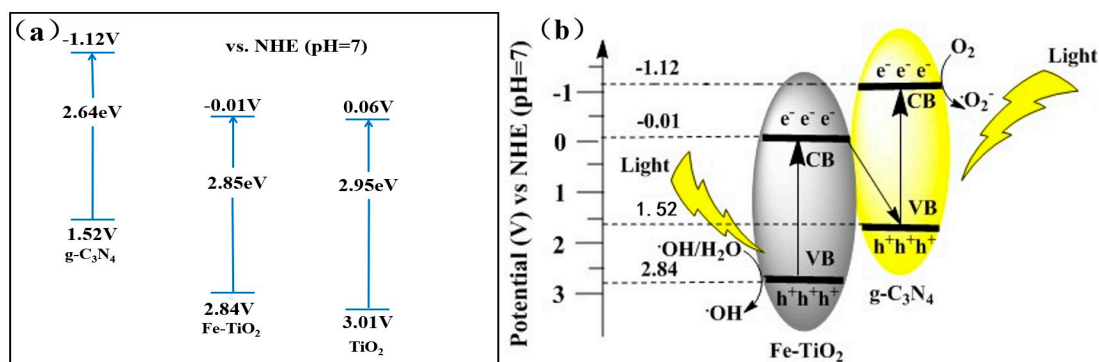 (a)
vs. NHE (pH=7)
-1.12V
2.64eV
1.52V
g-C₃N₄
-0.01V
2.85eV
2.84V
Fe-TiO₂
0.06V
2.95eV
3.01V
TiO₂
(b)
Potential (V) vs NHE (pH=7)
-1
0
1
2
3
-1.12
-0.01
1.52
2.84
Light
·OH/H₂O
·OH
e⁻ e⁻ e⁻
CB
VB
h⁺h⁺h⁺
Fe-TiO₂
e⁻ e⁻ e⁻
CB
VB
h⁺h⁺h⁺
g-C₃N₄
O₂
·O₂⁻
Light